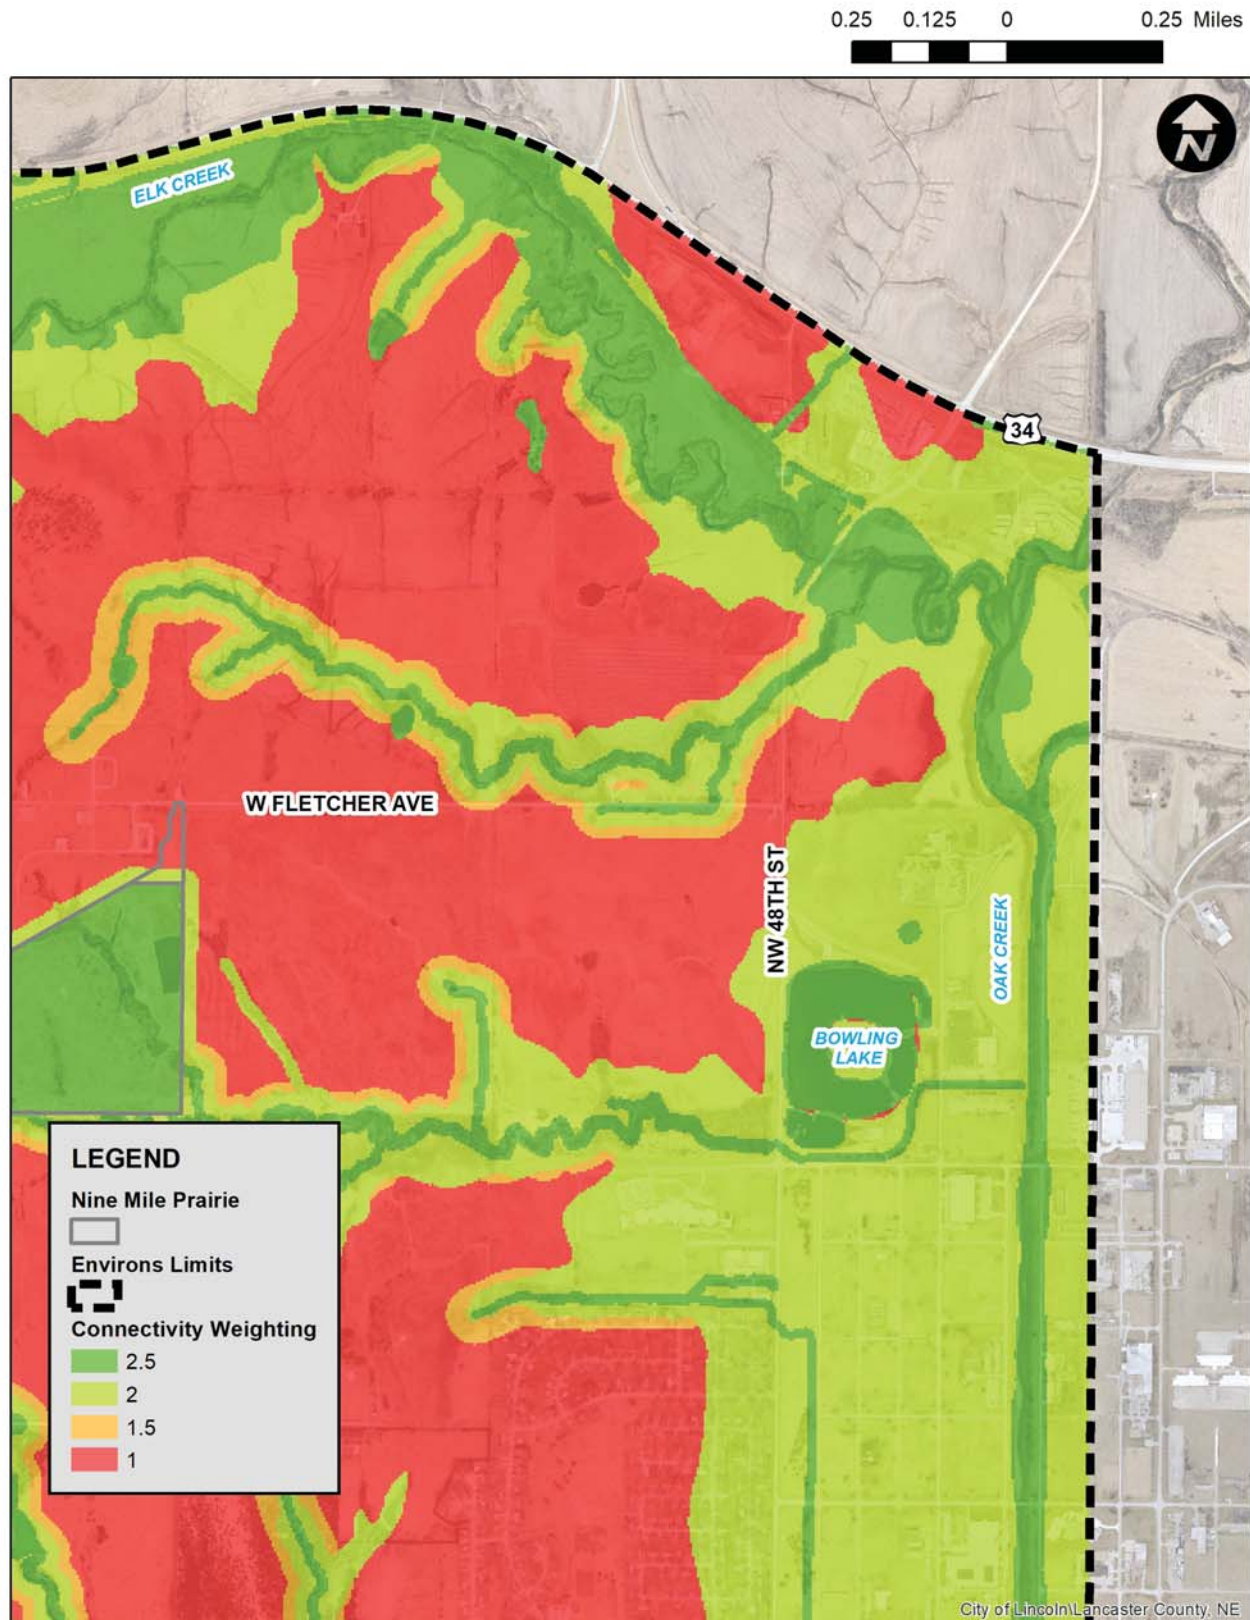 0.25 0.125 0 0.25 Miles
N
ELK CREEK
34
W FLETCHER AVE
NW 48TH ST
OAK CREEK
BOWLING
LAKE
LEGEND
Nine Mile Prairie
Environs Limits
Connectivity Weighting
2.5
2
1.5
1
City of Lincoln\Lancaster County, NE